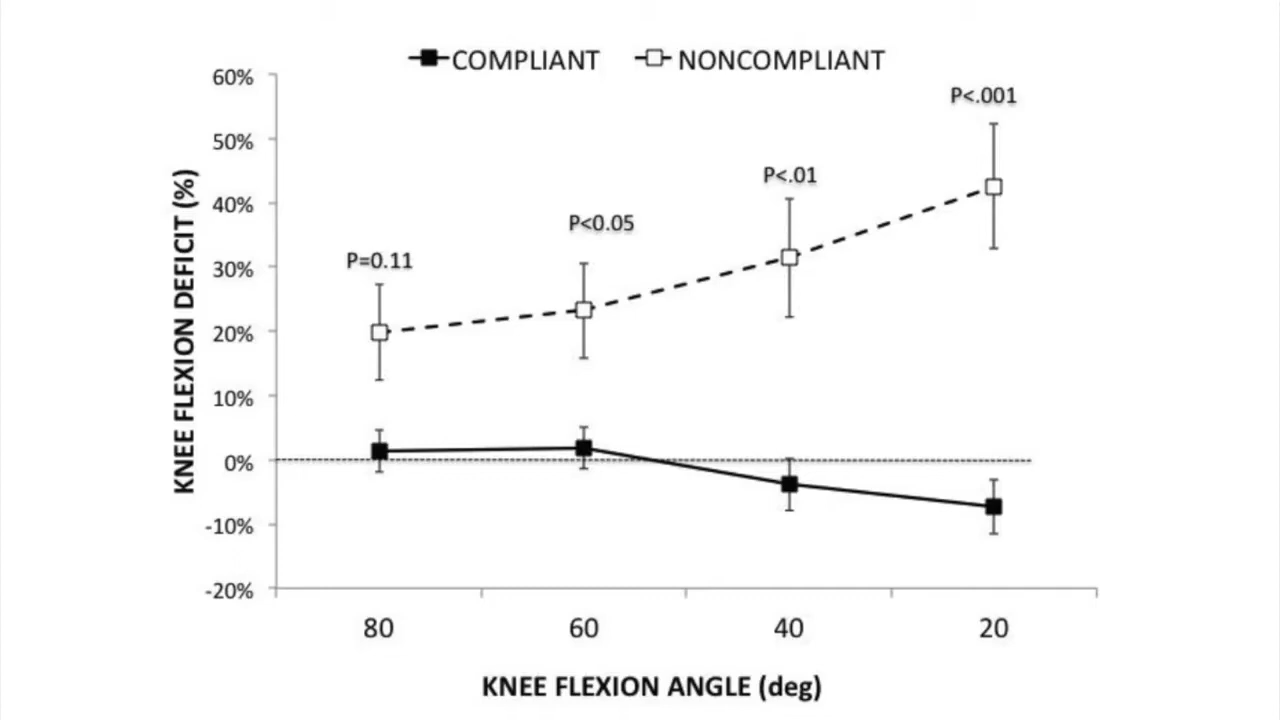 COMPLIANT NONCOMPLIANT
60%
P<.001
50%
P<.01
40%
P<0.05
30%
P=0.11
20%
10%
0%
-10%
-20%
KNEE FLEXION DEFICIT (%)
80 60 40 20
KNEE FLEXION ANGLE (deg)